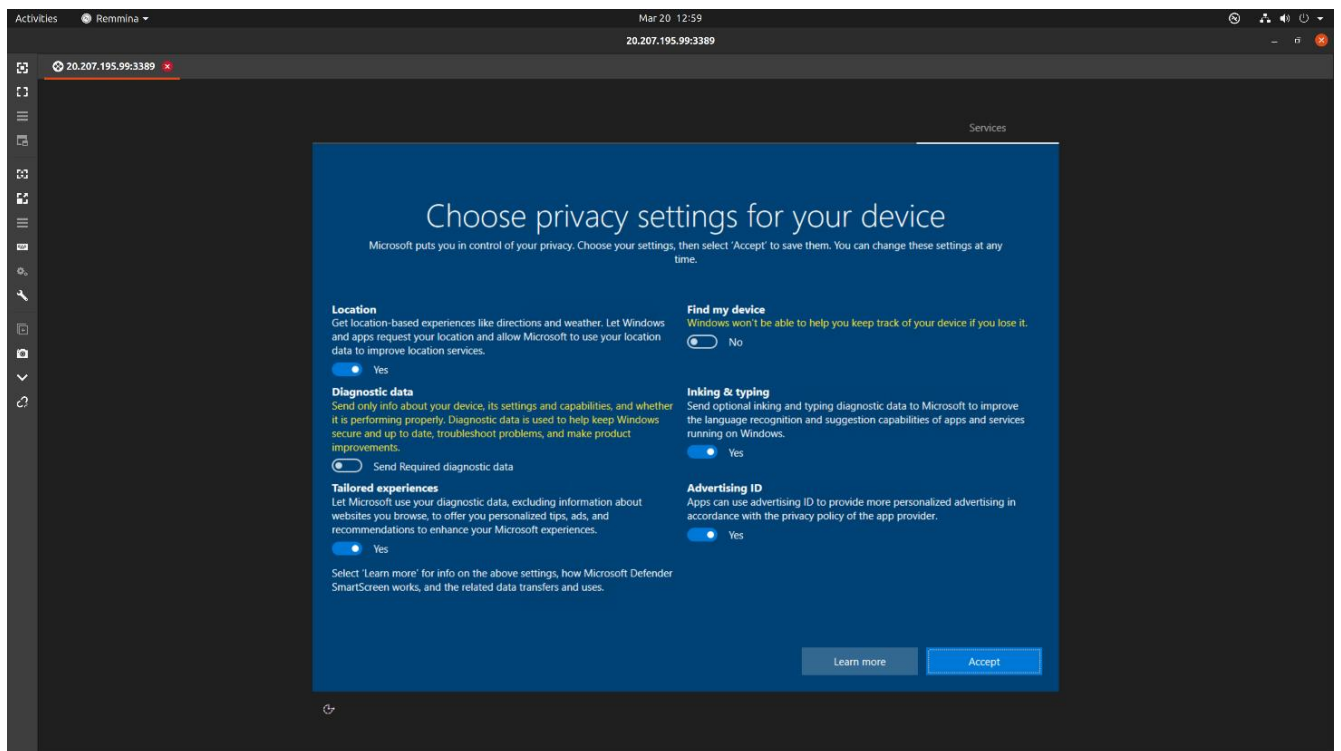 Activities Remmina Mar 20 12:59
20.207.195.99:3389
20.207.195.99:3389
Services
Choose privacy settings for your device
Microsoft puts you in control of your privacy. Choose your settings, then select 'Accept' to save them. You can change these settings at any
time.
Location
Get location-based experiences like directions and weather. Let Windows
and apps request your location and allow Microsoft to use your location
data to improve location services.
Yes
Find my device
Windows won't be able to help you keep track of your device if you lose it.
No
Diagnostic data
Send only info about your device, its settings and capabilities, and whether
it is performing properly. Diagnostic data is used to help keep Windows
secure and up to date, troubleshoot problems, and make product
improvements.
Send Required diagnostic data
Inking & typing
Send optional inking and typing diagnostic data to Microsoft to improve
the language recognition and suggestion capabilities of apps and services
running on Windows.
Yes
Tailored experiences
Let Microsoft use your diagnostic data, excluding information about
websites you browse, to offer you personalized tips, ads, and
recommendations to enhance your Microsoft experiences.
Yes
Advertising ID
Apps can use advertising ID to provide more personalized advertising in
accordance with the privacy policy of the app provider.
Yes
Select 'Learn more' for info on the above settings, how Microsoft Defender
SmartScreen works, and the related data transfers and uses.
Learn more Accept